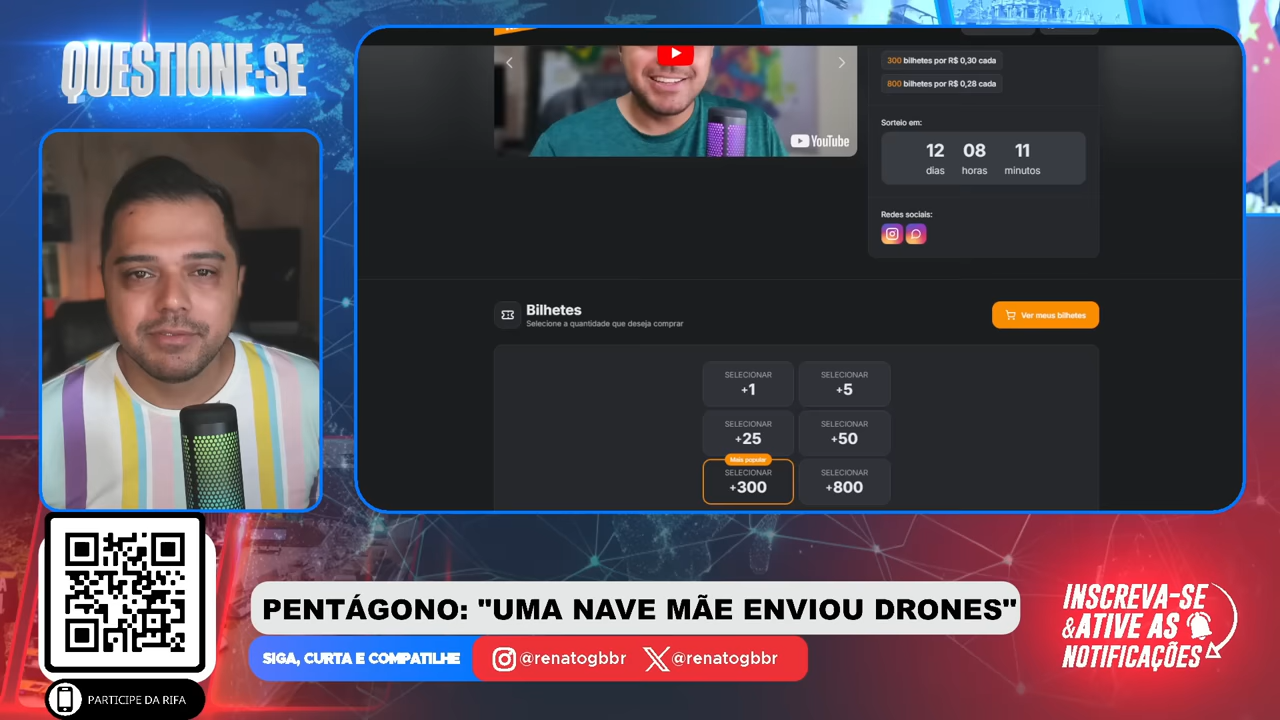 QUESTIONE-SE
YouTube
300 bilhetes por R$ 0,30 cada
800 bilhetes por R$ 0,28 cada
Sorteio em:
12 08 11
dias horas minutos
Redes sociais:
Bilhetes
Selecione a quantidade que deseja comprar
Ver meus bilhetes
SELECIONAR SELECIONAR
+1 +5
SELECIONAR SELECIONAR
+25 +50
Mais popular
SELECIONAR SELECIONAR
+300 +800
PENTÁGONO: "UMA NAVE MÃE ENVIOU DRONES"
SIGA, CURTA E COMPATILHE @renatogbbr @renatogbbr
INSCREVA-SE
&ATIVE AS
NOTIFICAÇÕES
PARTICIPE DA RIFA